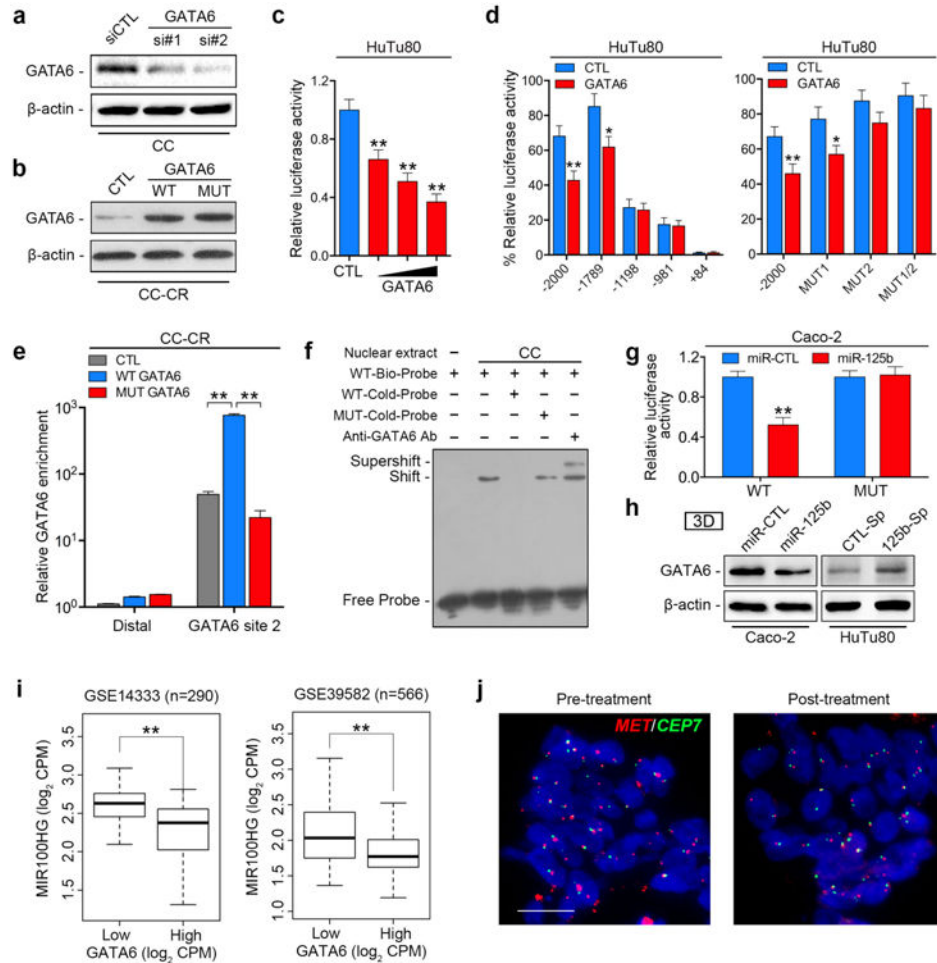 a
siCTL
GATA6
si#1 si#2
GATA6 -
β-actin -
CC
b
CTL
GATA6
WT MUT
GATA6 -
β-actin -
CC-CR
c
HuTu80
Relative luciferase activity
1.2
0.8
0.4
0.0
**
**
**
CTL
GATA6
d
HuTu80
CTL
GATA6
% Relative luciferase activity
100
80
60
40
20
0
**
*
-2000
-1789
-1198
-981
+84
HuTu80
CTL
GATA6
100
80
60
40
20
0
**
*
-2000
MUT1
MUT2
MUT1/2
e
CC-CR
CTL
WT GATA6
MUT GATA6
Relative GATA6 enrichment
10³
10²
10¹
10⁰
** **
Distal
GATA6 site 2
f
Nuclear extract – CC
WT-Bio-Probe + + + + +
WT-Cold-Probe – – + – –
MUT-Cold-Probe – – – + –
Anti-GATA6 Ab – – – – +
Supershift -
Shift -
Free Probe -
g
Caco-2
miR-CTL miR-125b
Relative luciferase
activity
1.2
0.8
0.4
0.0
**
WT
MUT
h
3D
miR-CTL
miR-125b
CTL-Sp
125b-Sp
GATA6 -
β-actin -
Caco-2
HuTu80
i
GSE14333 (n=290)
MIR100HG (log₂ CPM)
3.5
3.0
2.5
2.0
1.5
**
Low
High
GATA6 (log₂ CPM)
GSE39582 (n=566)
MIR100HG (log₂ CPM)
3.5
3.0
2.5
2.0
1.5
1.0
**
Low
High
GATA6 (log₂ CPM)
j
Pre-treatment
MET/CEP7
Post-treatment